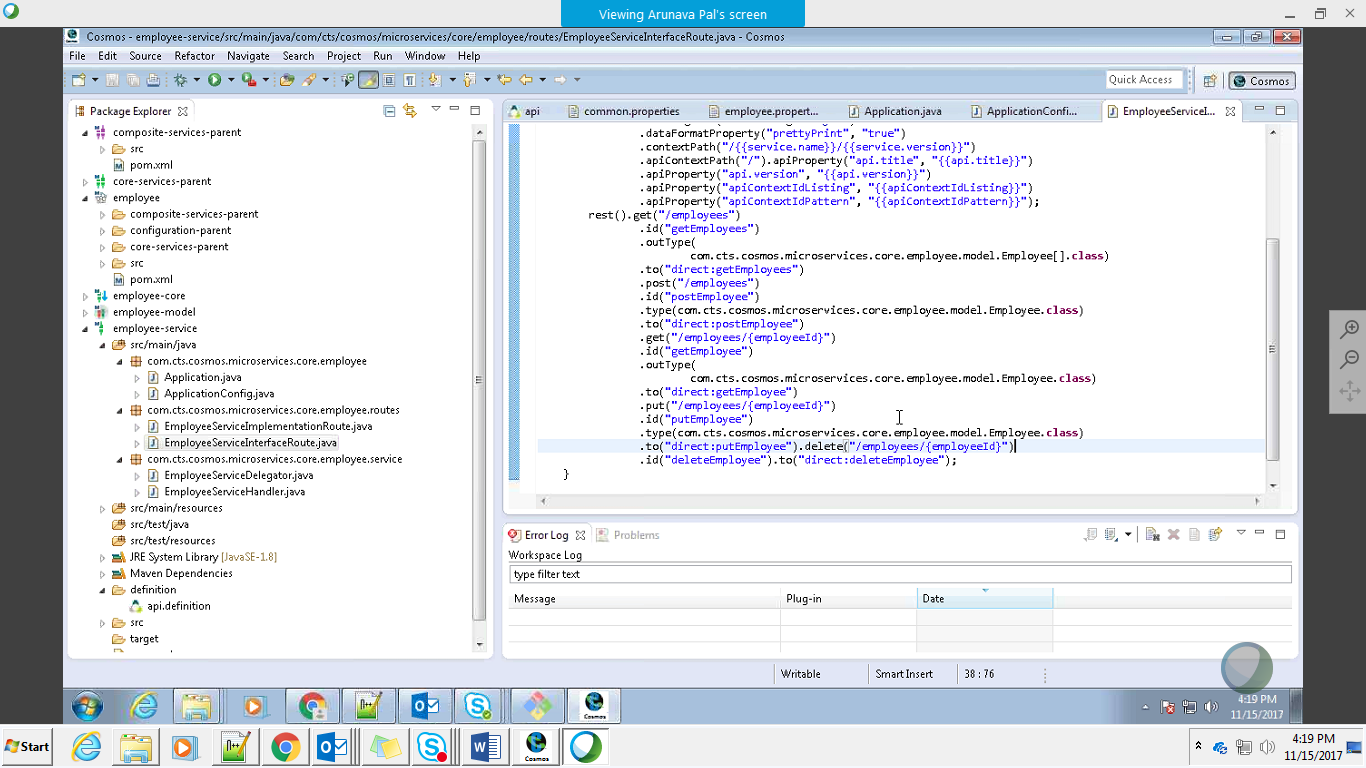 Viewing Arunava Pal's screen
Cosmos - employee-service/src/main/java/com/cts/cosmos/microservices/core/employee/routes/EmployeeServiceInterfaceRoute.java - Cosmos
File Edit Source Refactor Navigate Search Project Run Window Help
Quick Access
Cosmos
Package Explorer
composite-services-parent
src
pom.xml
core-services-parent
employee
composite-services-parent
configuration-parent
core-services-parent
src
pom.xml
employee-core
employee-model
employee-service
src/main/java
com.cts.cosmos.microservices.core.employee
Application.java
ApplicationConfig.java
com.cts.cosmos.microservices.core.employee.routes
EmployeeServiceImplementationRoute.java
EmployeeServiceInterfaceRoute.java
com.cts.cosmos.microservices.core.employee.service
EmployeeServiceDelegator.java
EmployeeServiceHandler.java
src/main/resources
src/test/java
src/test/resources
JRE System Library [JavaSE-1.8]
Maven Dependencies
definition
api.definition
src
target
api common.properties employee.propert... Application.java ApplicationConfi... EmployeeServiceI...
.dataFormatProperty("prettyPrint", "true")
.contextPath("/{{service.name}}/{{service.version}}")
.apiContextPath("/").apiProperty("api.title", "{{api.title}}")
.apiProperty("api.version", "{{api.version}}")
.apiProperty("apiContextIdListing", "{{apiContextIdListing}}")
.apiProperty("apiContextIdPattern", "{{apiContextIdPattern}}");
rest().get("/employees")
.id("getEmployees")
.outType(
com.cts.cosmos.microservices.core.employee.model.Employee[].class)
.to("direct:getEmployees")
.post("/employees")
.id("postEmployee")
.type(com.cts.cosmos.microservices.core.employee.model.Employee.class)
.to("direct:postEmployee")
.get("/employees/{employeeId}")
.id("getEmployee")
.outType(
com.cts.cosmos.microservices.core.employee.model.Employee.class)
.to("direct:getEmployee")
.put("/employees/{employeeId}")
.id("putEmployee")
.type(com.cts.cosmos.microservices.core.employee.model.Employee.class)
.to("direct:putEmployee").delete("/employees/{employeeId}")
.id("deleteEmployee").to("direct:deleteEmployee");
}
Error Log Problems
Workspace Log
type filter text
Message Plug-in Date
Writable Smart Insert 38 : 76
Cosmos
4:19 PM
11/15/2017
Start
Cosmos
4:19 PM
11/15/2017